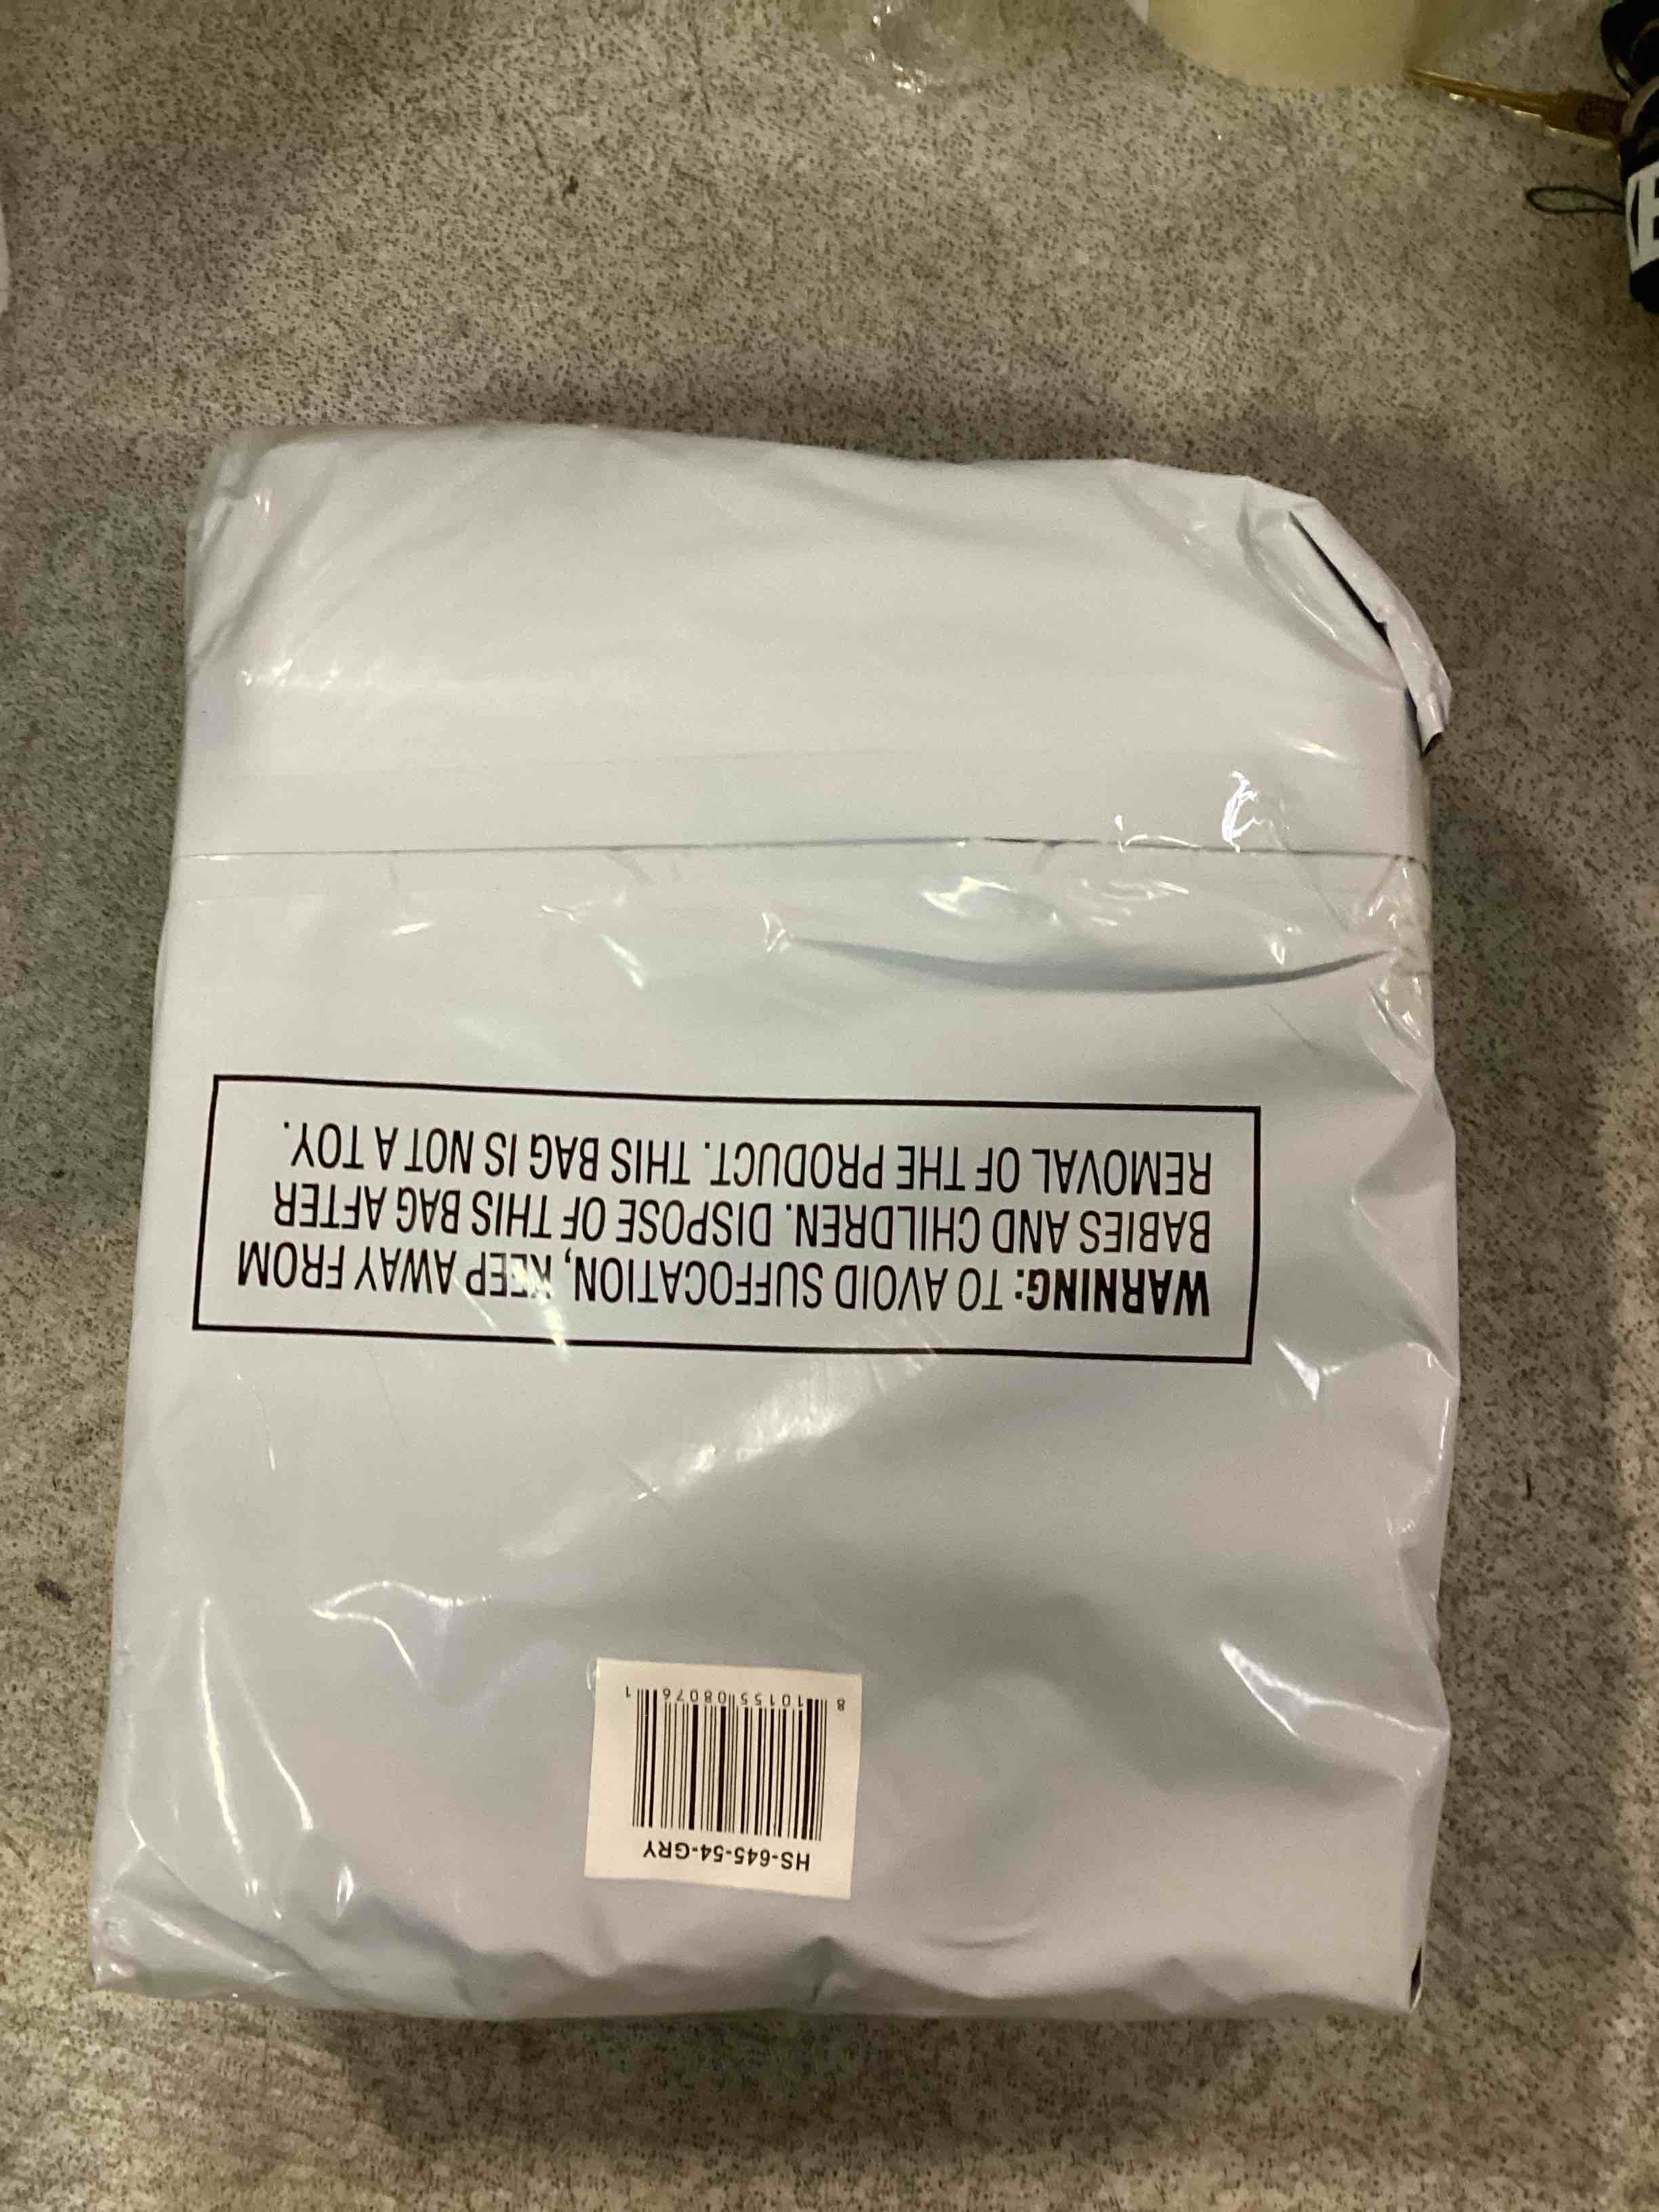 HS-645-54-GRY
8 10155 08076 1
WARNING: TO AVOID SUFFOCATION, KEEP AWAY FROM
BABIES AND CHILDREN. DISPOSE OF THIS BAG AFTER
REMOVAL OF THE PRODUCT. THIS BAG IS NOT A TOY.